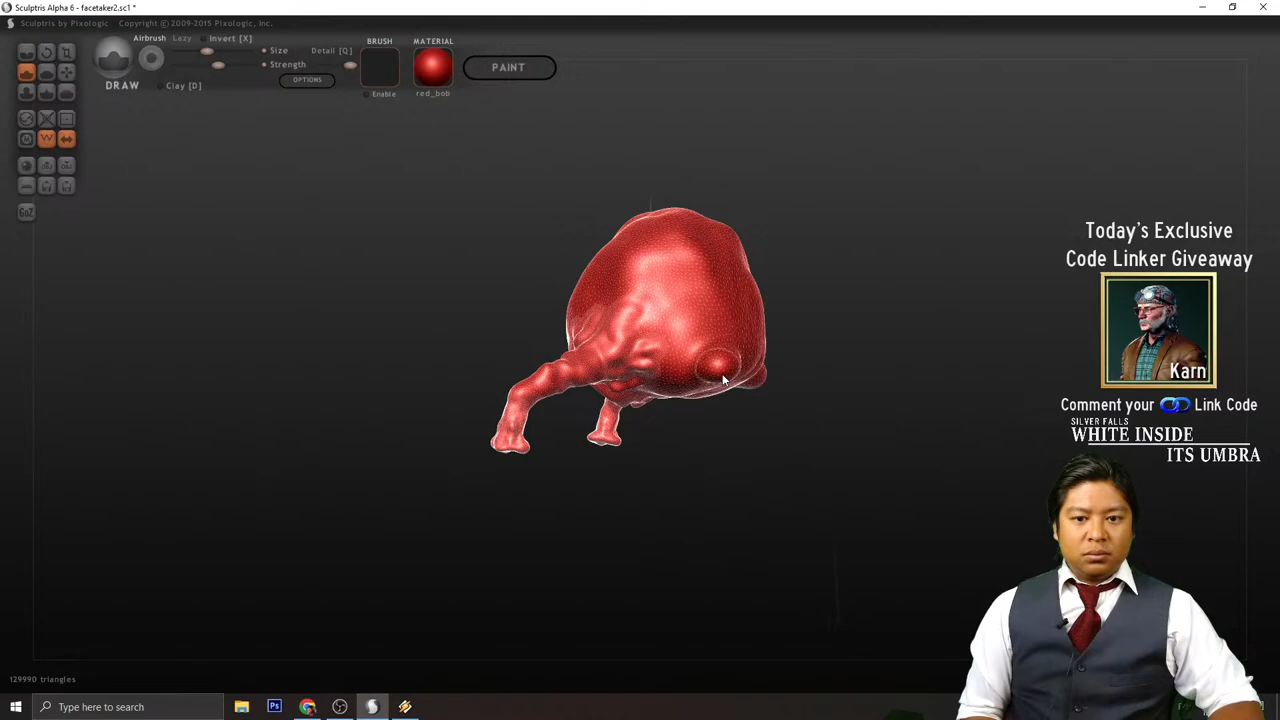 Sculptris Alpha 6 - facetaker2.sc1 *
Sculptris by Pixologic Copyright © 2009-2015 Pixologic, Inc.
Airbrush Lazy Invert [X]
Size
Detail [Q]
Strength
OPTIONS
DRAW
Clay [D]
BRUSH
Enable
MATERIAL
red_bob
PAINT
GoZ
Today's Exclusive
Code Linker Giveaway
Karn
Comment your Link Code
SILVER FALLS
WHITE INSIDE
ITS UMBRA
129990 triangles
Ps
Type here to search